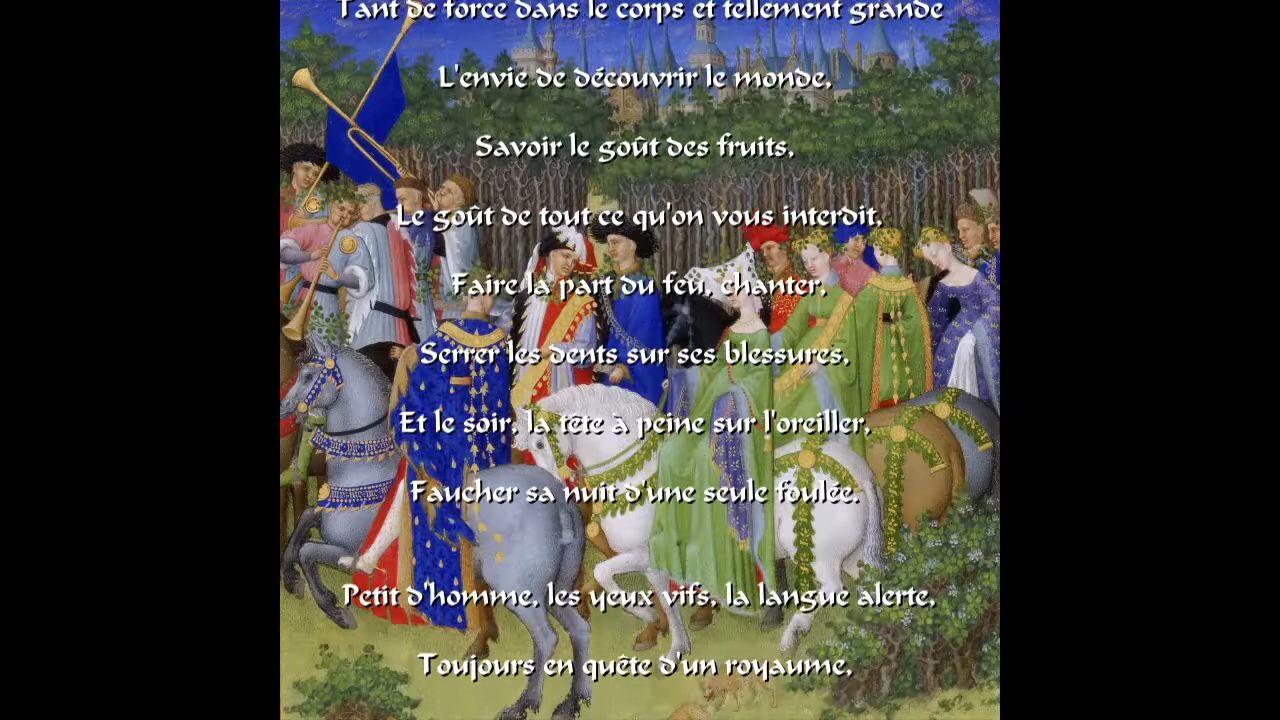 Tant de force dans le corps et tellement grande
L'envie de découvrir le monde,
Savoir le goût des fruits,
Le goût de tout ce qu'on vous interdit,
Faire la part du feu, chanter,
Serrer les dents sur ses blessures,
Et le soir, la tête à peine sur l'oreiller,
Faucher sa nuit d'une seule foulée.
Petit d'homme, les yeux vifs, la langue alerte,
Toujours en quête d'un royaume,